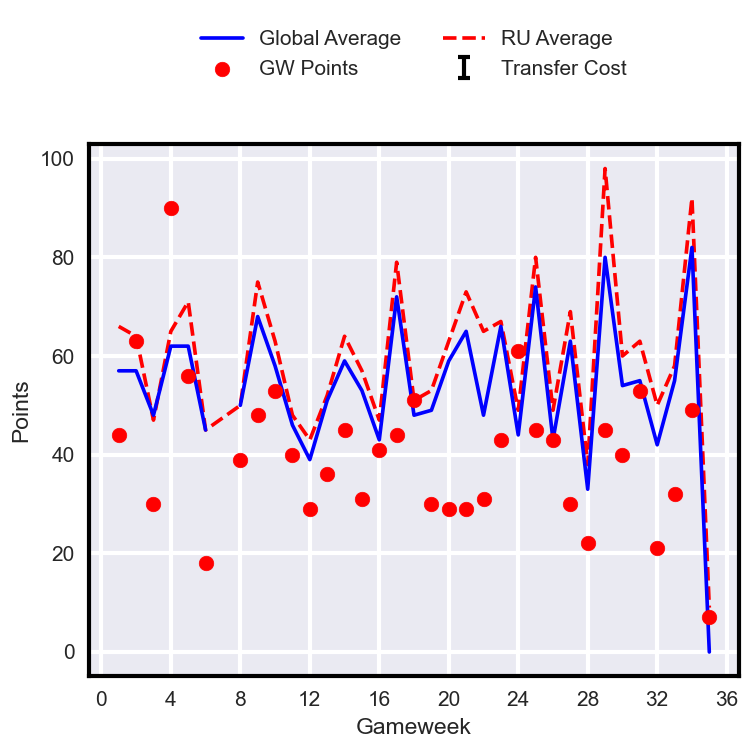 Global Average
RU Average
GW Points
Transfer Cost
100
80
60
40
20
0
Points
0 4 8 12 16 20 24 28 32 36
Gameweek